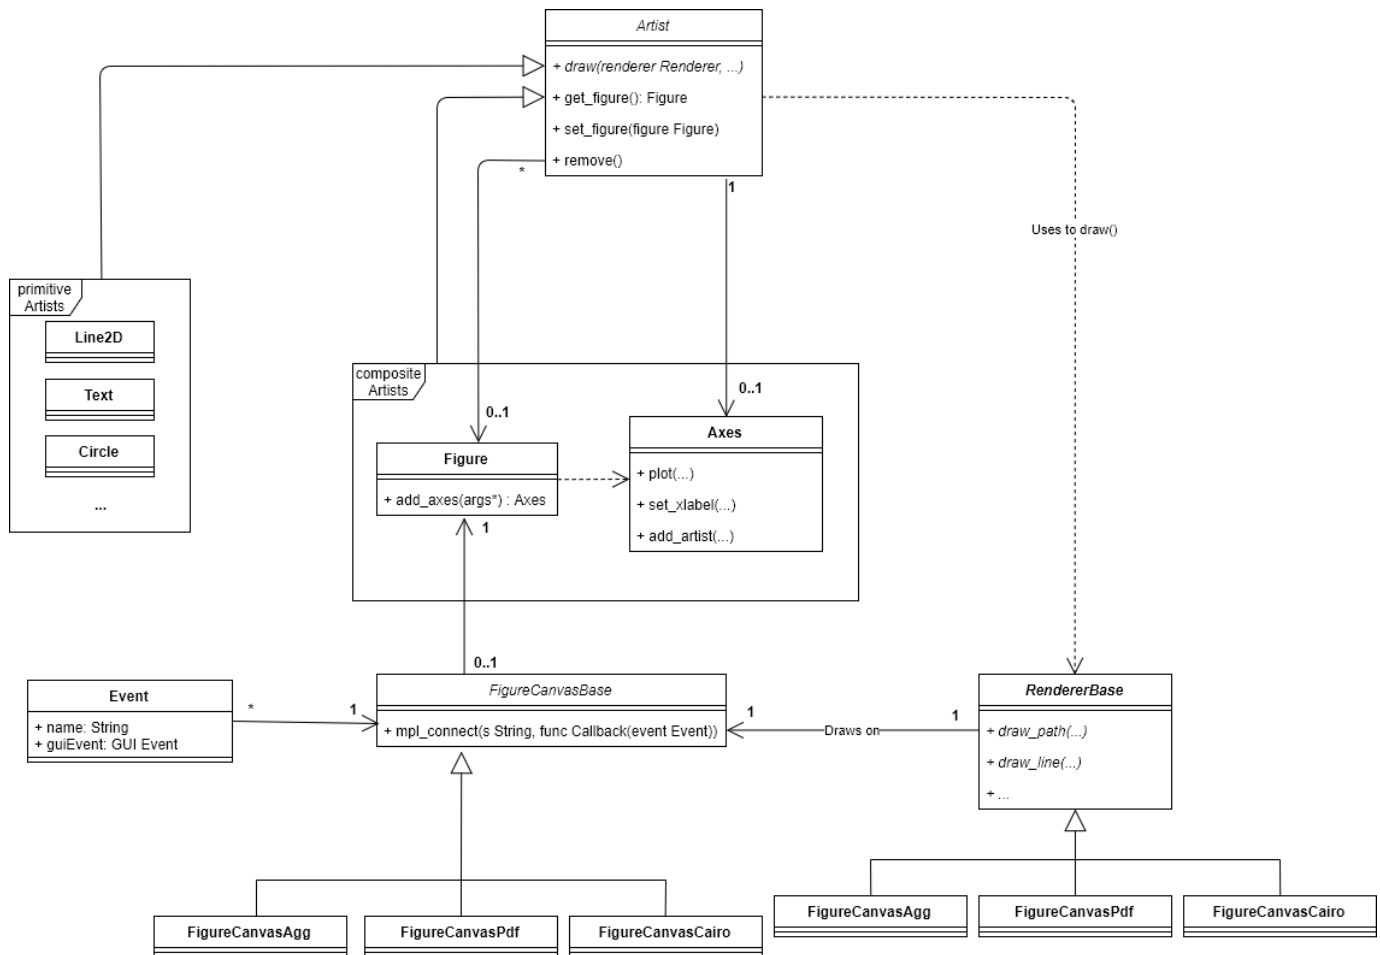 Artist
+ draw(renderer Renderer, ...)
+ get_figure(): Figure
+ set_figure(figure Figure)
+ remove()
*
1
Uses to draw()
primitive
Artists
Line2D
Text
Circle
...
composite
Artists
0..1
0..1
Figure
+ add_axes(args*) : Axes
Axes
+ plot(...)
+ set_xlabel(...)
+ add_artist(...)
1
0..1
Event
+ name: String
+ guiEvent: GUI Event
*
1
FigureCanvasBase
+ mpl_connect(s String, func Callback(event Event))
1
Draws on
1
RendererBase
+ draw_path(...)
+ draw_line(...)
+ ...
FigureCanvasAgg
FigureCanvasPdf
FigureCanvasCairo
FigureCanvasAgg
FigureCanvasPdf
FigureCanvasCairo